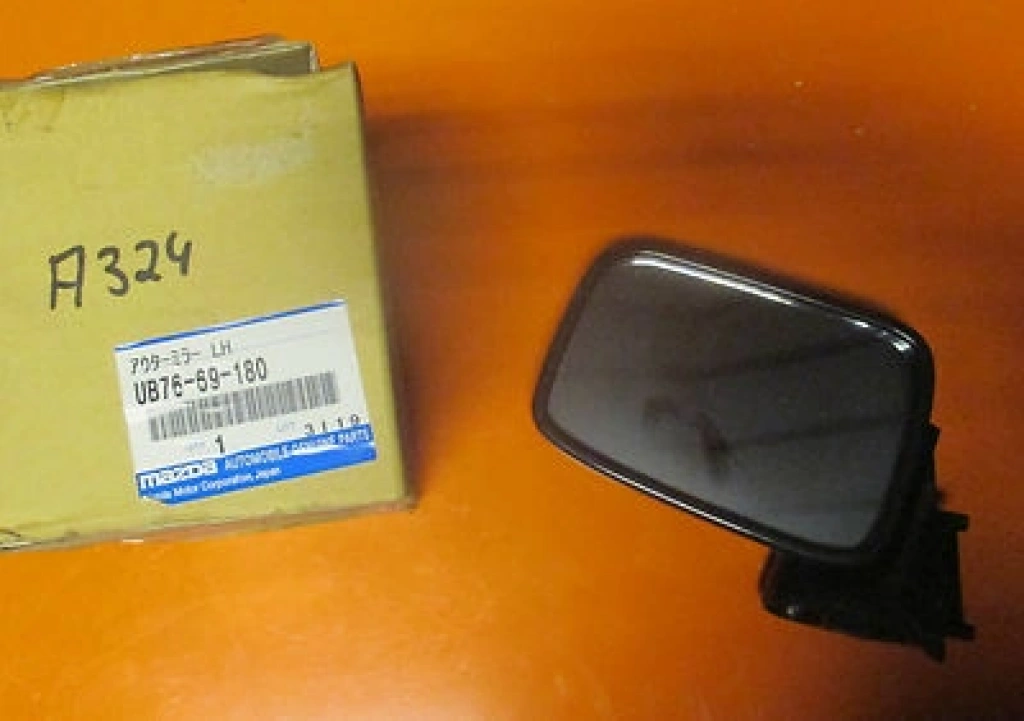 A324
アウターミラー LH
UB76-69-180
1
3119
mazda AUTOMOBILE GENUINE PARTS
Motor Corporation, Japan